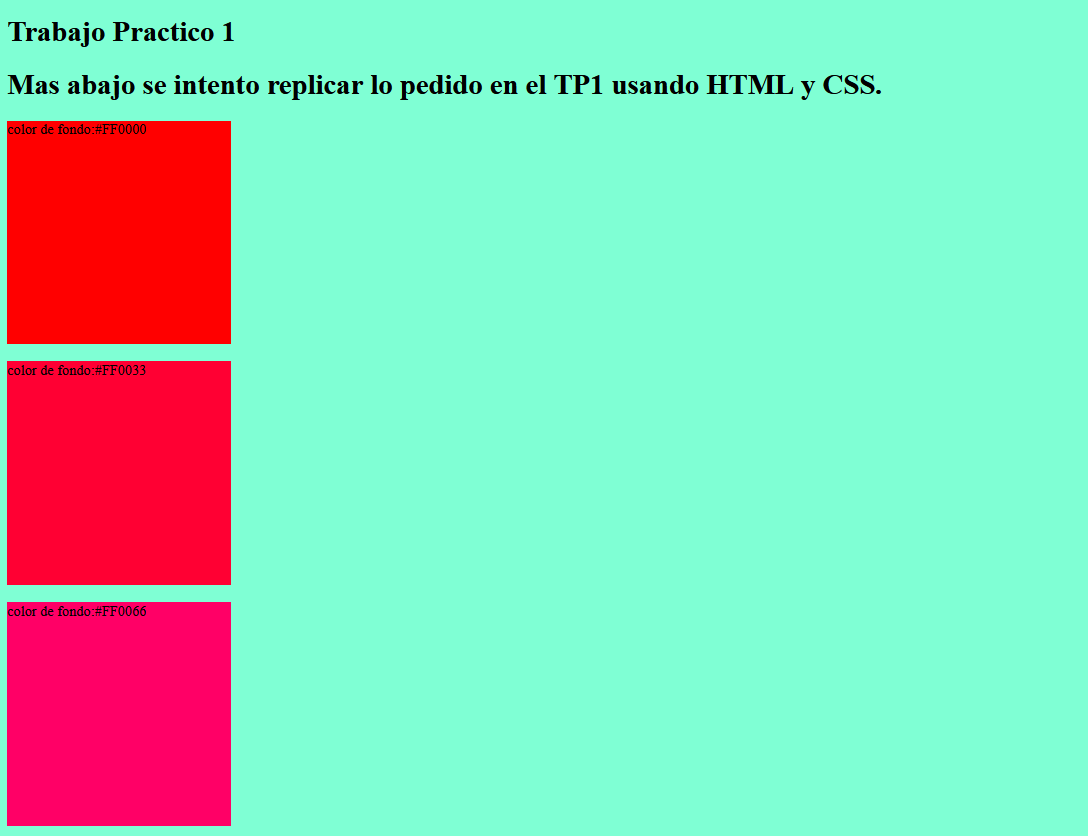 Trabajo Practico 1
Mas abajo se intento replicar lo pedido en el TP1 usando HTML y CSS.
color de fondo:#FF0000
color de fondo:#FF0033
color de fondo:#FF0066